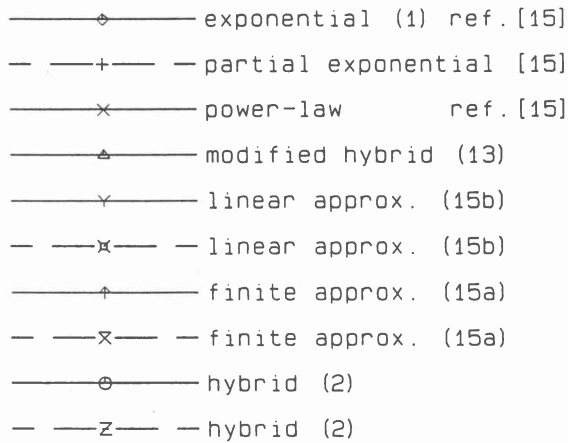 exponential (1) ref.[15]
partial exponential [15]
power-law ref.[15]
modified hybrid (13)
linear approx. (15b)
linear approx. (15b)
finite approx. (15a)
finite approx. (15a)
hybrid (2)
hybrid (2)